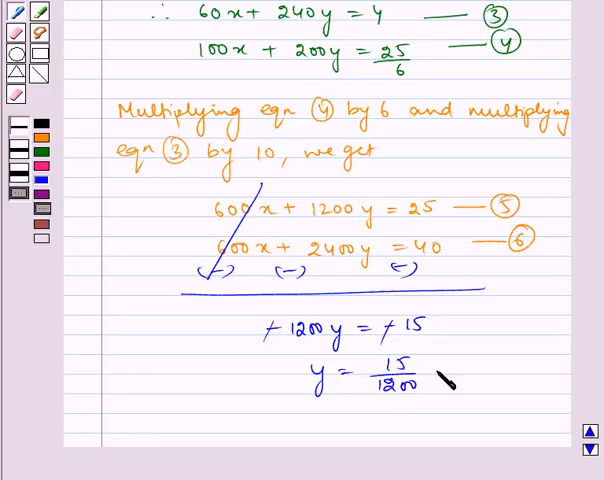 ∴ 60x + 240y = 4 —— ③
100x + 200y = 25/6 —— ④
Multiplying eqn ④ by 6 and multiplying
eqn ③ by 10, we get
600x + 1200y = 25 —— ⑤
600x + 2400y = 40 —— ⑥
(-) (-) (-)
-1200y = -15
y = 15/1200